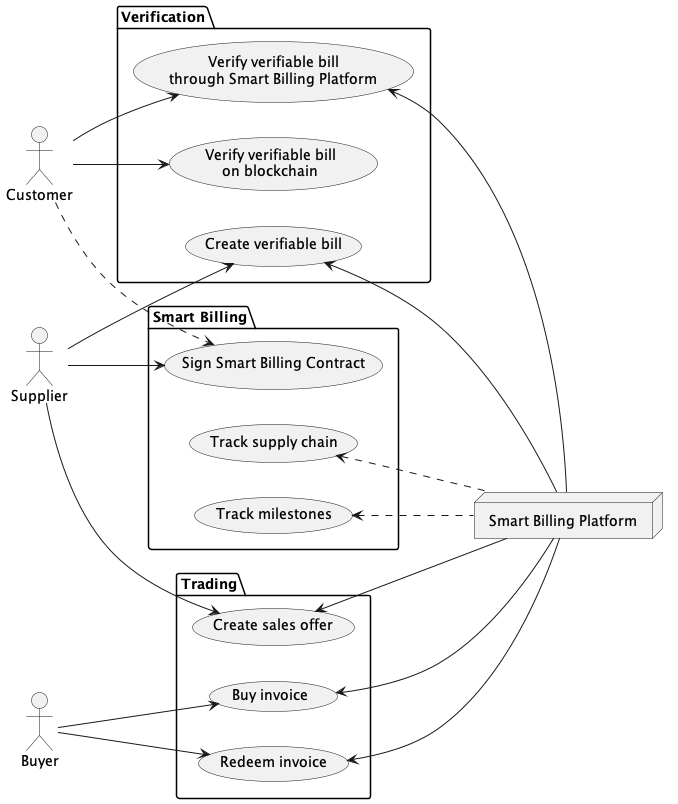 Verification
Verify verifiable bill
through Smart Billing Platform
Verify verifiable bill
on blockchain
Customer
Create verifiable bill
Smart Billing
Sign Smart Billing Contract
Supplier
Track supply chain
Track milestones
Smart Billing Platform
Trading
Create sales offer
Buy invoice
Buyer
Redeem invoice